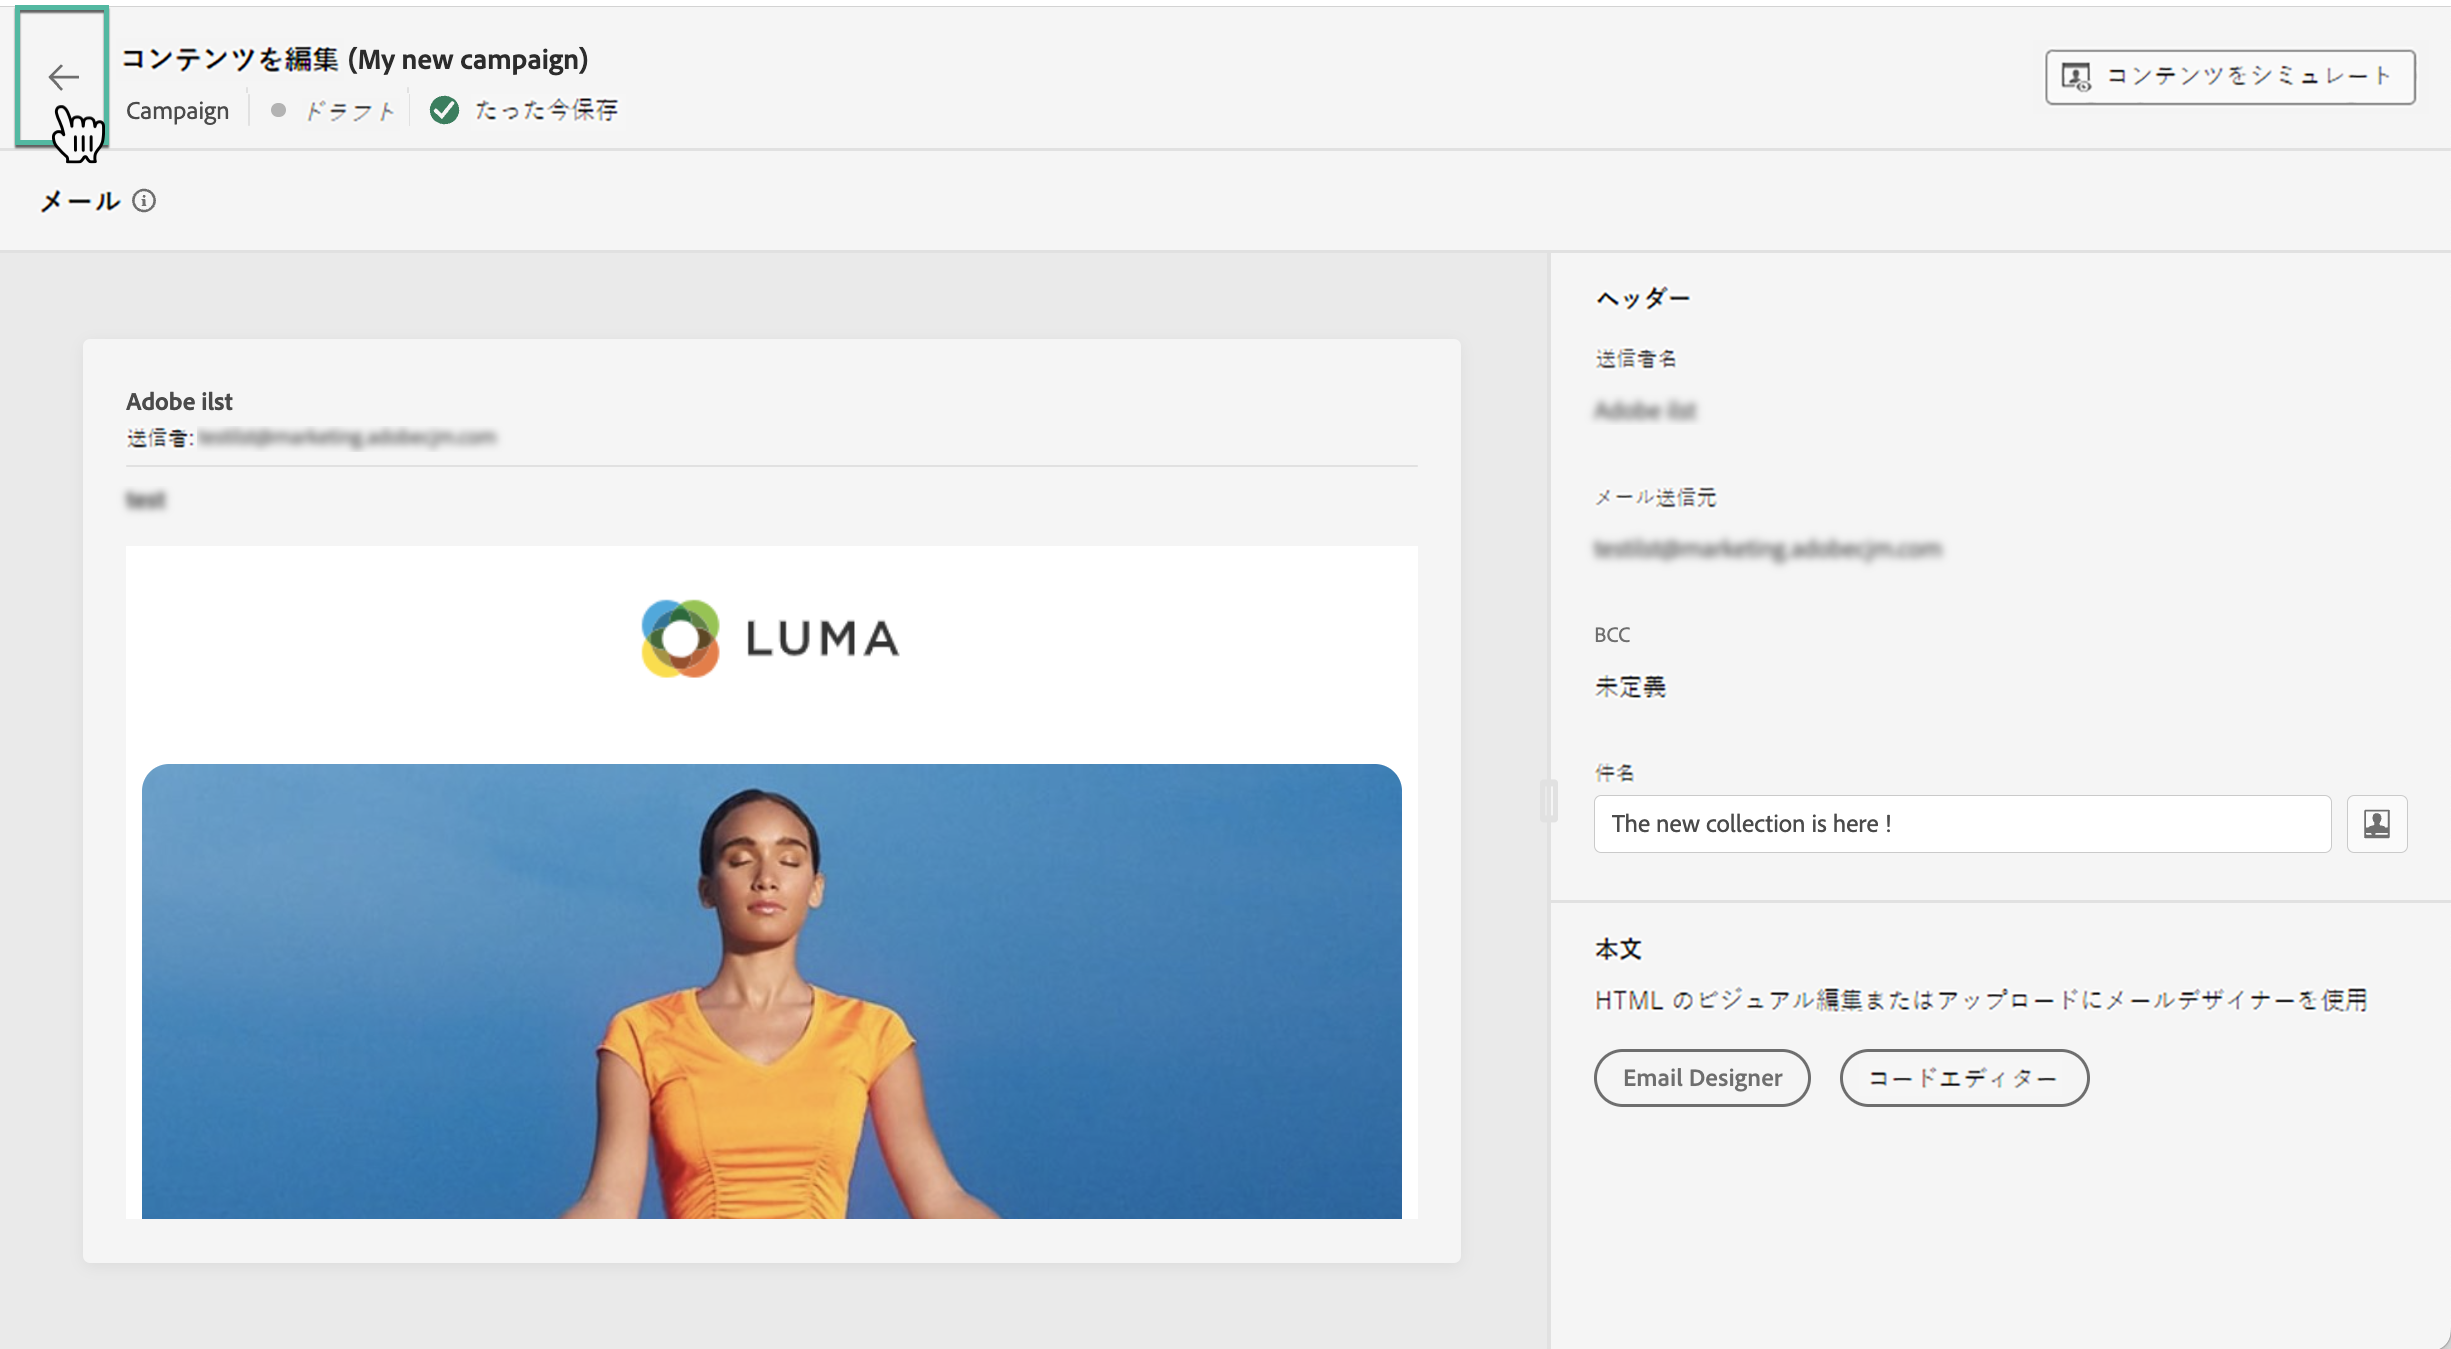 コンテンツを編集 (My new campaign)
Campaign
ドラフト
たった今保存
コンテンツをシミュレート
メール
Adobe ilst
送信者:
LUMA
ヘッダー
送信者名
Adobe ilst
メール送信元
BCC
未定義
件名
The new collection is here !
本文
HTML のビジュアル編集またはアップロードにメールデザイナーを使用
Email Designer
コードエディター